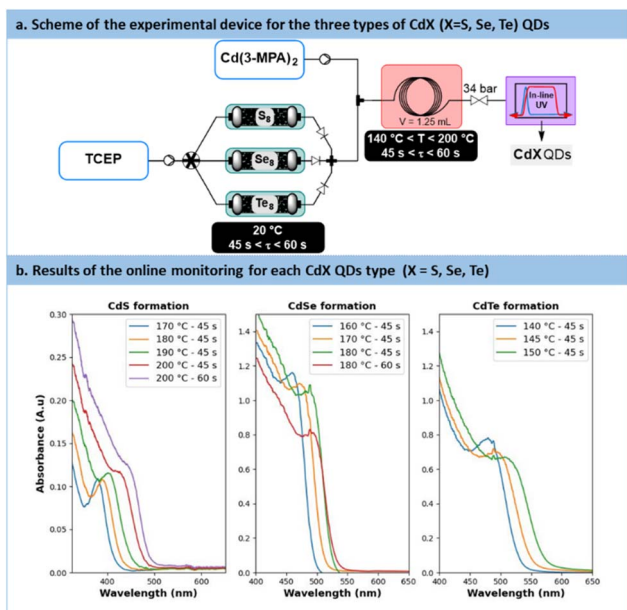 a. Scheme of the experimental device for the three types of CdX (X=S, Se, Te) QDs
Cd(3-MPA)₂
34 bar
In-line
UV
V = 1.25 mL
S₈
140 °C < T < 200 °C
45 s < τ < 60 s
CdX QDs
TCEP
Se₈
Te₈
20 °C
45 s < τ < 60 s
b. Results of the online monitoring for each CdX QDs type (X = S, Se, Te)
CdS formation
CdSe formation
CdTe formation
0.30
0.25
0.20
0.15
0.10
0.05
0.00
Absorbance (A.u)
170 °C - 45 s
180 °C - 45 s
190 °C - 45 s
200 °C - 45 s
200 °C - 60 s
400
500
600
Wavelength (nm)
1.4
1.2
1.0
0.8
0.6
0.4
0.2
0.0
160 °C - 45 s
170 °C - 45 s
180 °C - 45 s
180 °C - 60 s
400
450
500
550
600
650
Wavelength (nm)
1.4
1.2
1.0
0.8
0.6
0.4
0.2
0.0
140 °C - 45 s
145 °C - 45 s
150 °C - 45 s
400
450
500
550
600
650
Wavelength (nm)